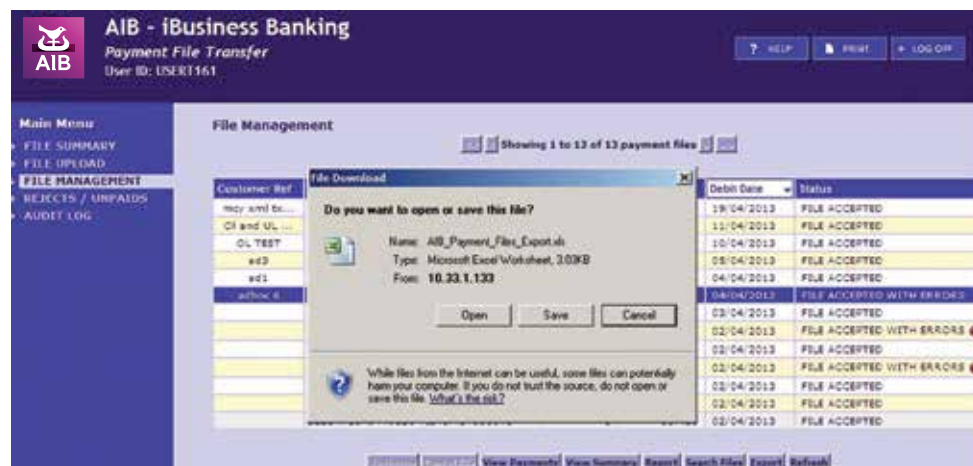 AIB - iBusiness Banking
Payment File Transfer
User ID: USERT161
AIB
? HELP
PRINT
LOG OFF
Main Menu
FILE SUMMARY
FILE UPLOAD
FILE MANAGEMENT
REJECTS / UNPAIDS
AUDIT LOG
File Management
Showing 1 to 13 of 13 payment files
Customer Ref
Debit Date
Status
19/04/2013 FILE ACCEPTED
CII and UL ... 11/04/2013 FILE ACCEPTED
OL TEST 10/04/2013 FILE ACCEPTED
ed3 05/04/2013 FILE ACCEPTED
ed1 04/04/2013 FILE ACCEPTED
adhoc 6 04/04/2013 FILE ACCEPTED WITH ERRORS
03/04/2013 FILE ACCEPTED
02/04/2013 FILE ACCEPTED WITH ERRORS
02/04/2013 FILE ACCEPTED
02/04/2013 FILE ACCEPTED WITH ERRORS
02/04/2013 FILE ACCEPTED
02/04/2013 FILE ACCEPTED
02/04/2013 FILE ACCEPTED
File Download
Do you want to open or save this file?
Name: AIB_Payment_Files_Export.xls
Type: Microsoft Excel Worksheet, 3.03KB
From: 10.33.1.133
Open
Save
Cancel
While files from the Internet can be useful, some files can potentially
harm your computer. If you do not trust the source, do not open or
save this file. What's the risk?
View Payments
View Summary
Report
Search Files
Export
Refresh